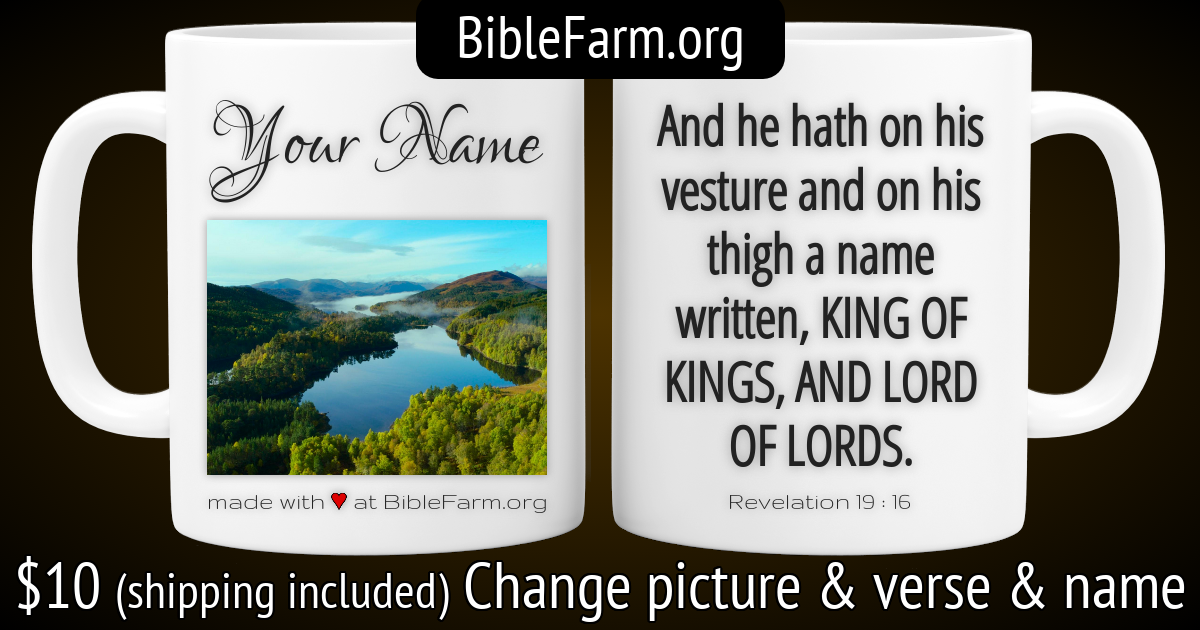 BibleFarm.org
Your Name
made with ♥ at BibleFarm.org
And he hath on his
vesture and on his
thigh a name
written, KING OF
KINGS, AND LORD
OF LORDS.
Revelation 19 : 16
$10 (shipping included) Change picture & verse & name